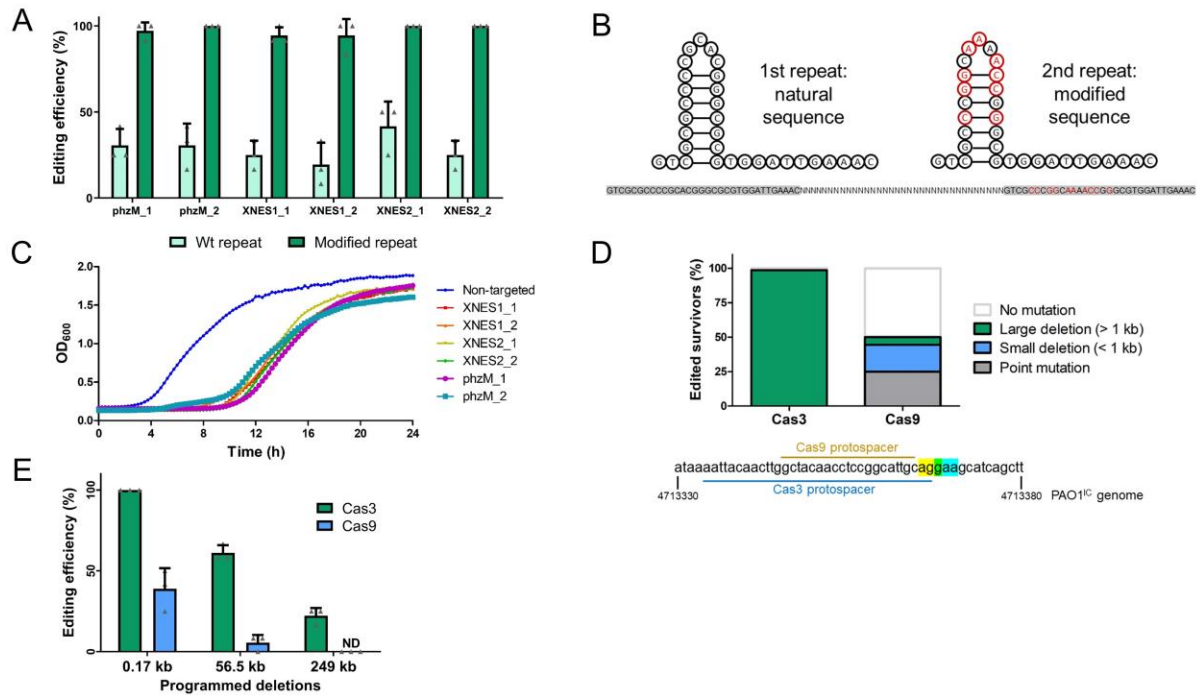 A
Editing efficiency (%)
100
50
0
phzM_1
phzM_2
XNES1_1
XNES1_2
XNES2_1
XNES2_2
Wt repeat
Modified repeat
B
1st repeat:
natural
sequence
2nd repeat:
modified
sequence
GTCGCGCCCCGCACGGGCGCGTGGATTGAAACNNNNNNNNNNNNNNNNNNNNNNNNNNNNNNNNNNGTCGCCCGGCAAAACCGGGCGTGGATTGAAAC
C
OD600
2.0
1.5
1.0
0.5
0.0
0
4
8
12
16
20
24
Time (h)
Non-targeted
XNES1_1
XNES1_2
XNES2_1
XNES2_2
phzM_1
phzM_2
D
Edited survivors (%)
100
75
50
25
0
Cas3
Cas9
No mutation
Large deletion (> 1 kb)
Small deletion (< 1 kb)
Point mutation
Cas9 protospacer
ataaaattacaacttggctacaacctccggcattgcaggaagcatcagctt
Cas3 protospacer
4713330
4713380
PAO1IC genome
E
Editing efficiency (%)
100
50
0
Cas3
Cas9
ND
0.17 kb
56.5 kb
249 kb
Programmed deletions